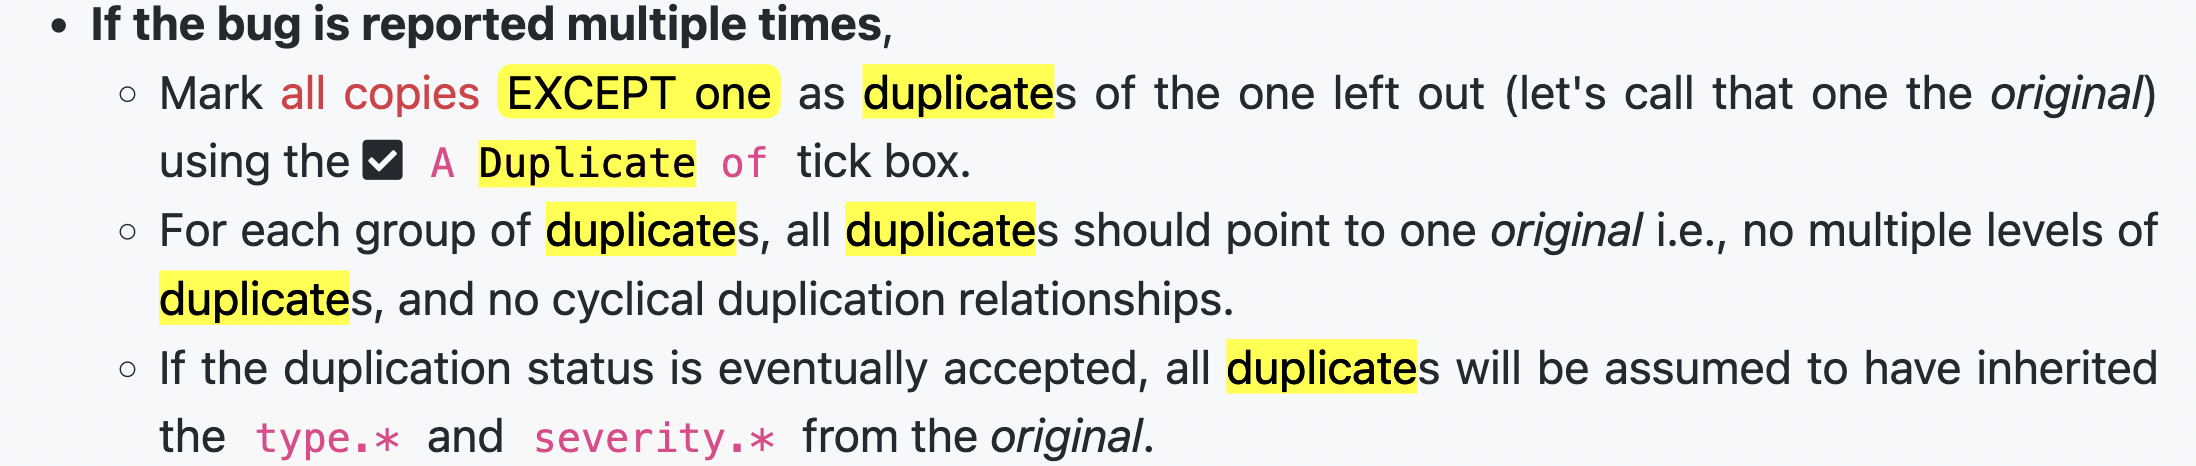 • If the bug is reported multiple times,
◦ Mark all copies EXCEPT one as duplicates of the one left out (let's call that one the original)
using the ☑ A Duplicate of tick box.
◦ For each group of duplicates, all duplicates should point to one original i.e., no multiple levels of
duplicates, and no cyclical duplication relationships.
◦ If the duplication status is eventually accepted, all duplicates will be assumed to have inherited
the type.* and severity.* from the original.